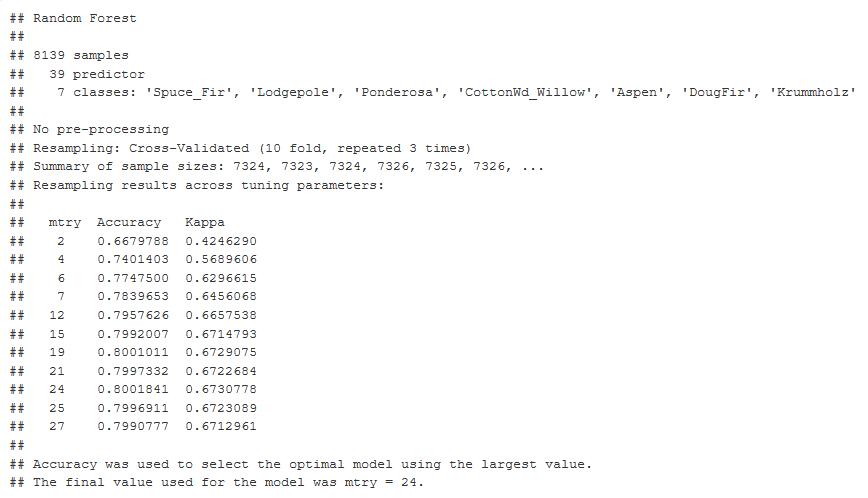 ## Random Forest
##
## 8139 samples
##   39 predictor
##    7 classes: 'Spuce_Fir', 'Lodgepole', 'Ponderosa', 'CottonWd_Willow', 'Aspen', 'DougFir', 'Krummholz'
##
## No pre-processing
## Resampling: Cross-Validated (10 fold, repeated 3 times)
## Summary of sample sizes: 7324, 7323, 7324, 7326, 7325, 7326, ...
## Resampling results across tuning parameters:
##
##   mtry  Accuracy   Kappa
##    2    0.6679788  0.4246290
##    4    0.7401403  0.5689606
##    6    0.7747500  0.6296615
##    7    0.7839653  0.6456068
##   12    0.7957626  0.6657538
##   15    0.7992007  0.6714793
##   19    0.8001011  0.6729075
##   21    0.7997332  0.6722684
##   24    0.8001841  0.6730778
##   25    0.7996911  0.6723089
##   27    0.7990777  0.6712961
##
## Accuracy was used to select the optimal model using the largest value.
## The final value used for the model was mtry = 24.